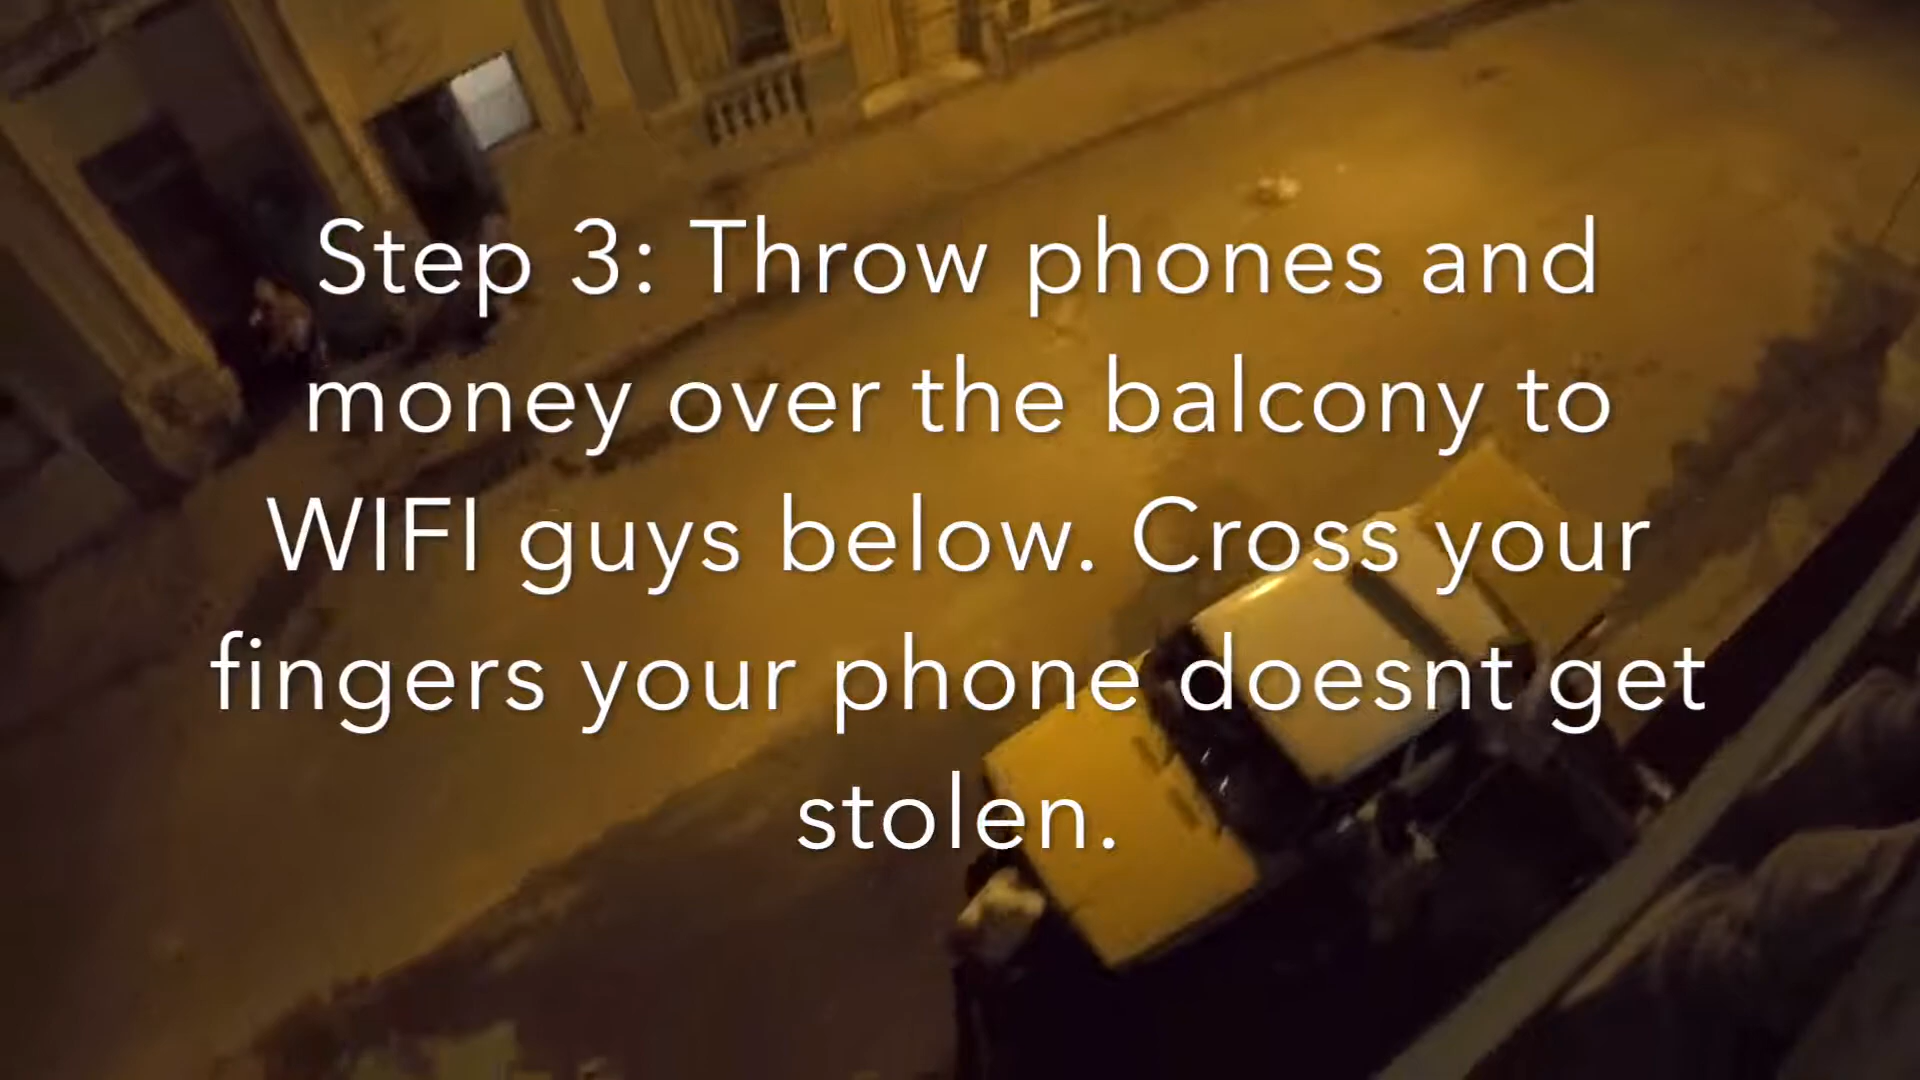 Step 3: Throw phones and
money over the balcony to
WIFI guys below. Cross your
fingers your phone doesnt get
stolen.